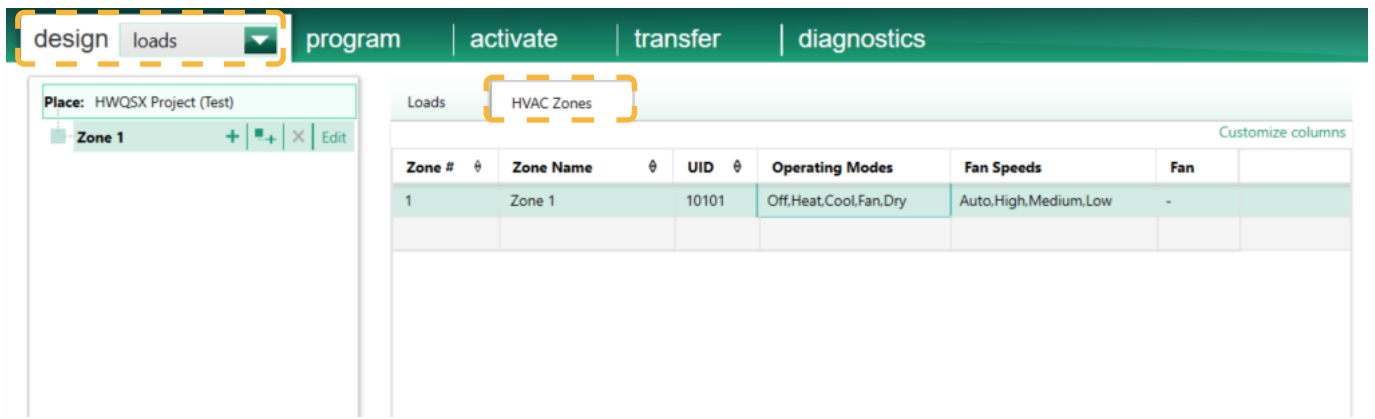 design loads program activate transfer diagnostics
Place: HWQSX Project (Test)
Zone 1 Edit
Loads HVAC Zones
Customize columns
Zone # Zone Name UID Operating Modes Fan Speeds Fan
1 Zone 1 10101 Off,Heat,Cool,Fan,Dry Auto,High,Medium,Low -